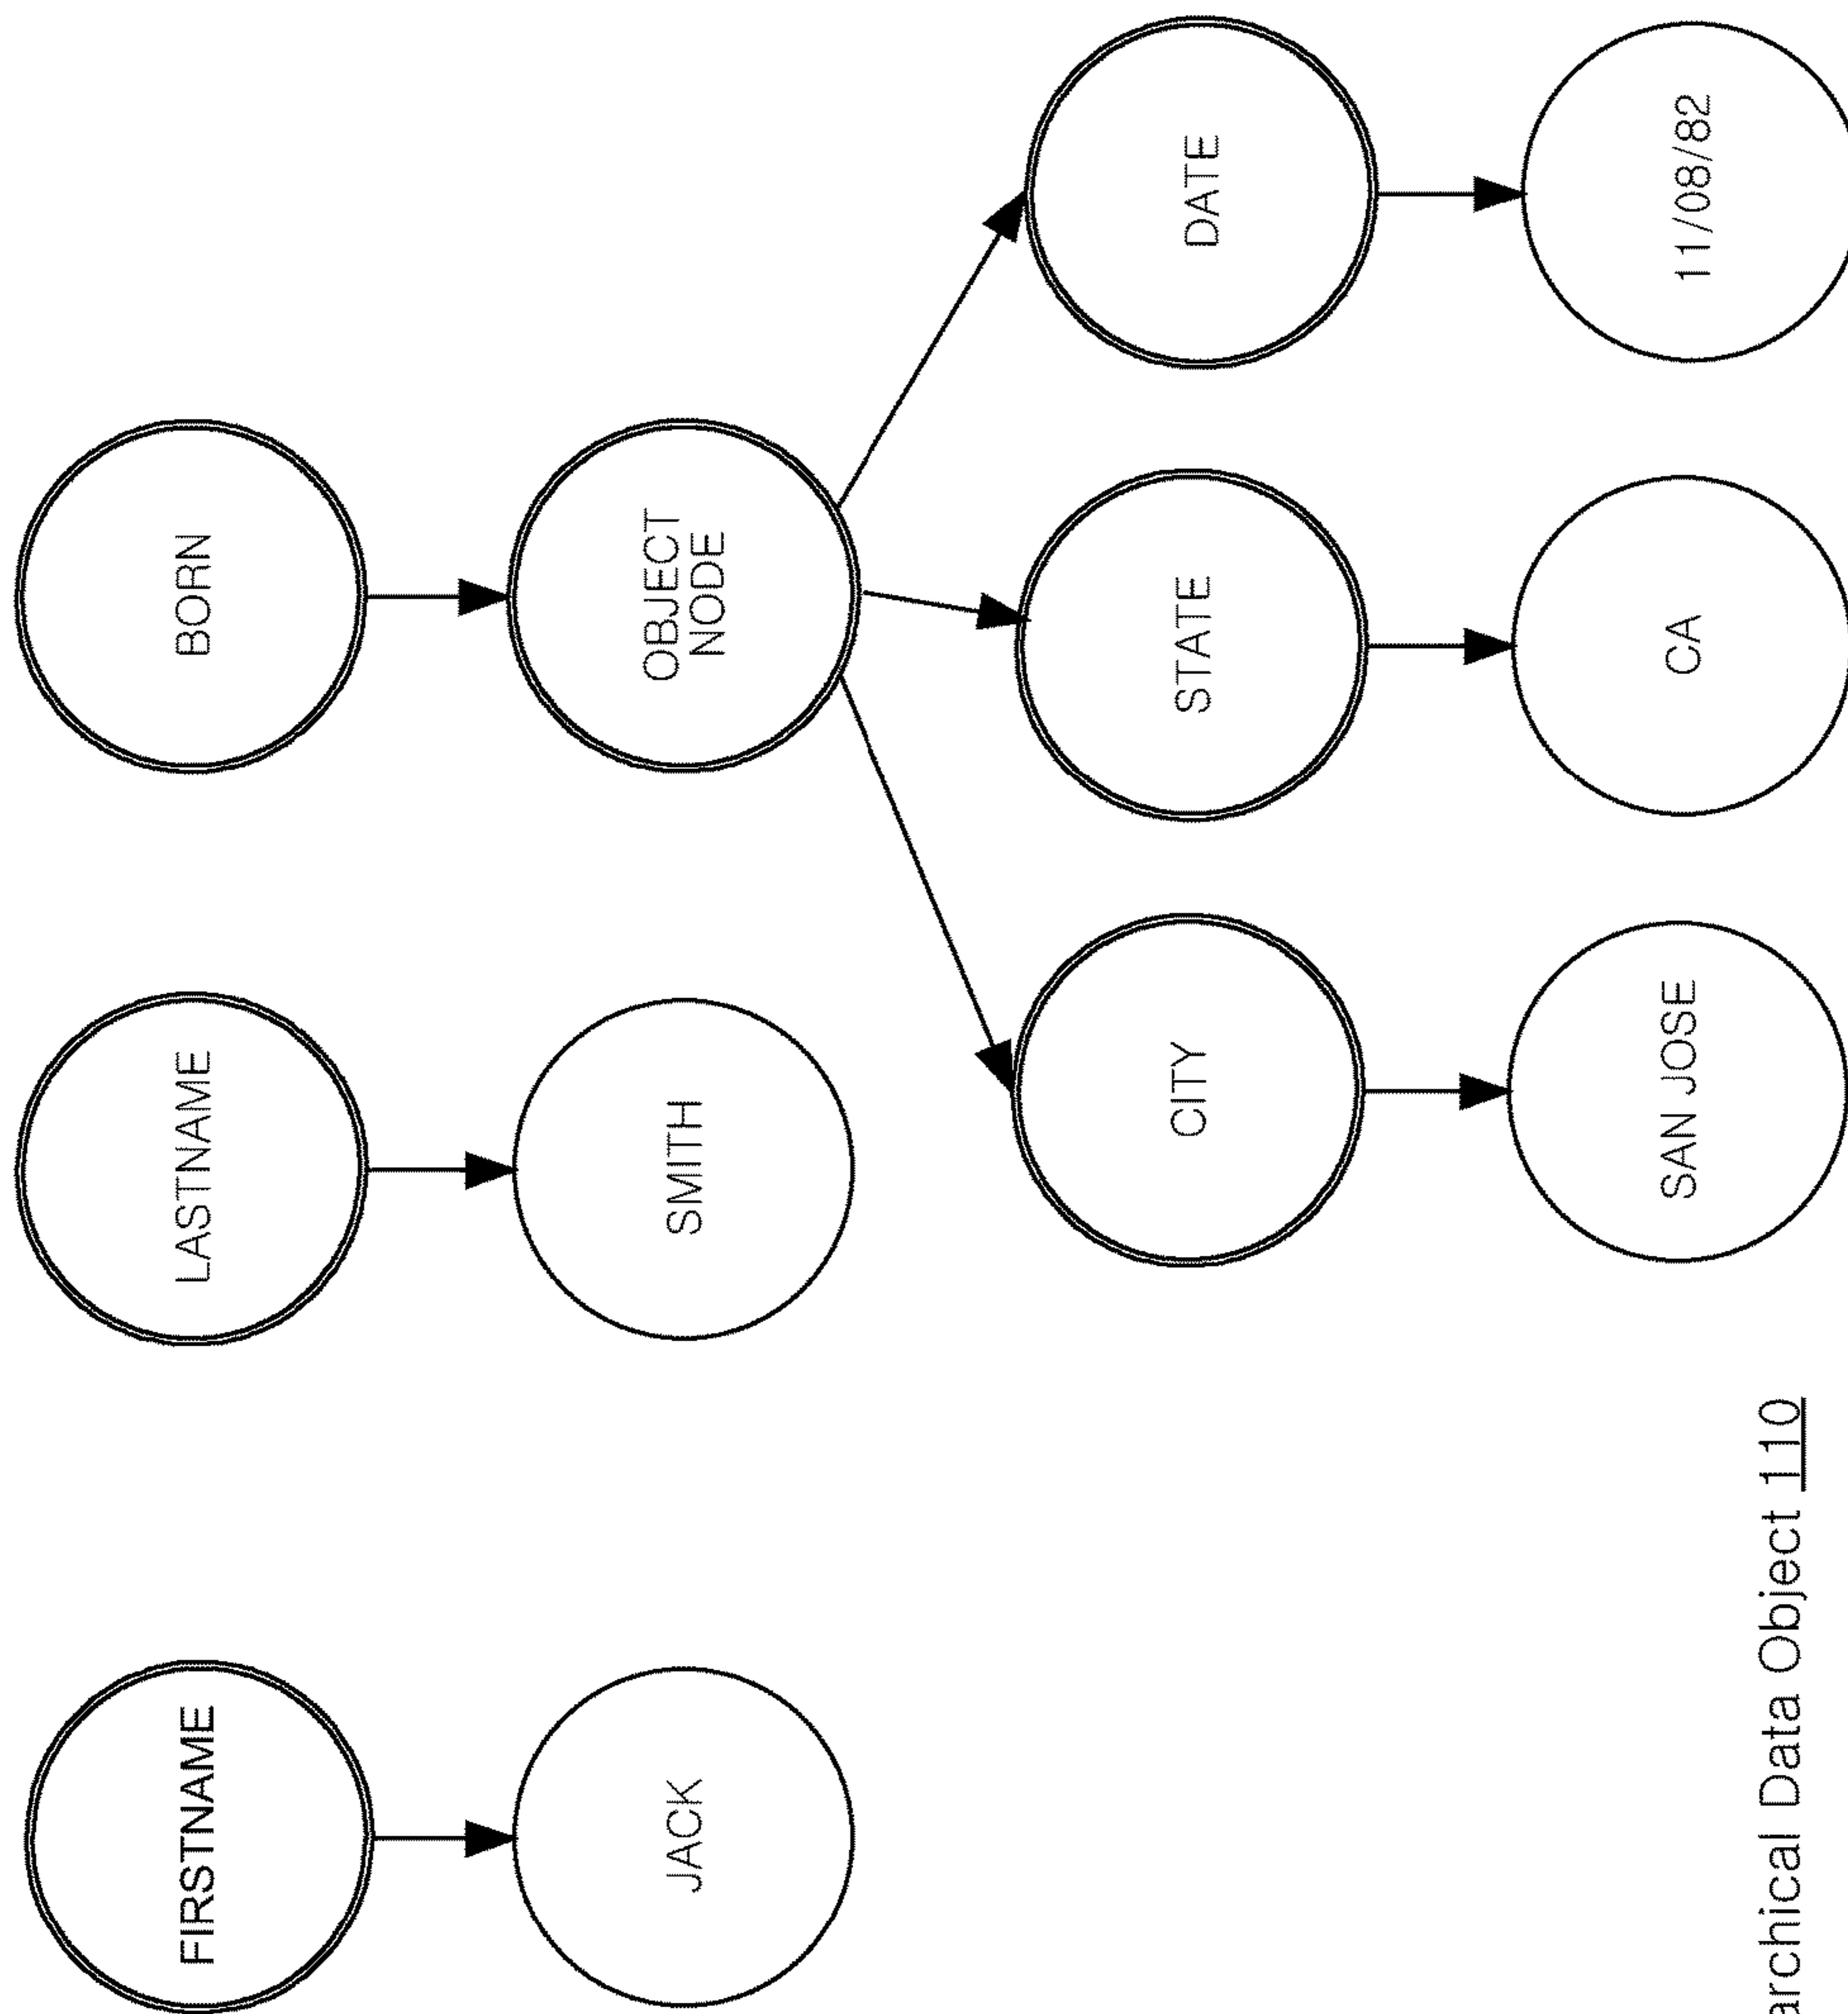 FIRSTNAME
LASTNAME
BORN
JACK
SMITH
OBJECT
NODE
CITY
STATE
DATE
SAN JOSE
CA
11/08/82
Data Object 110